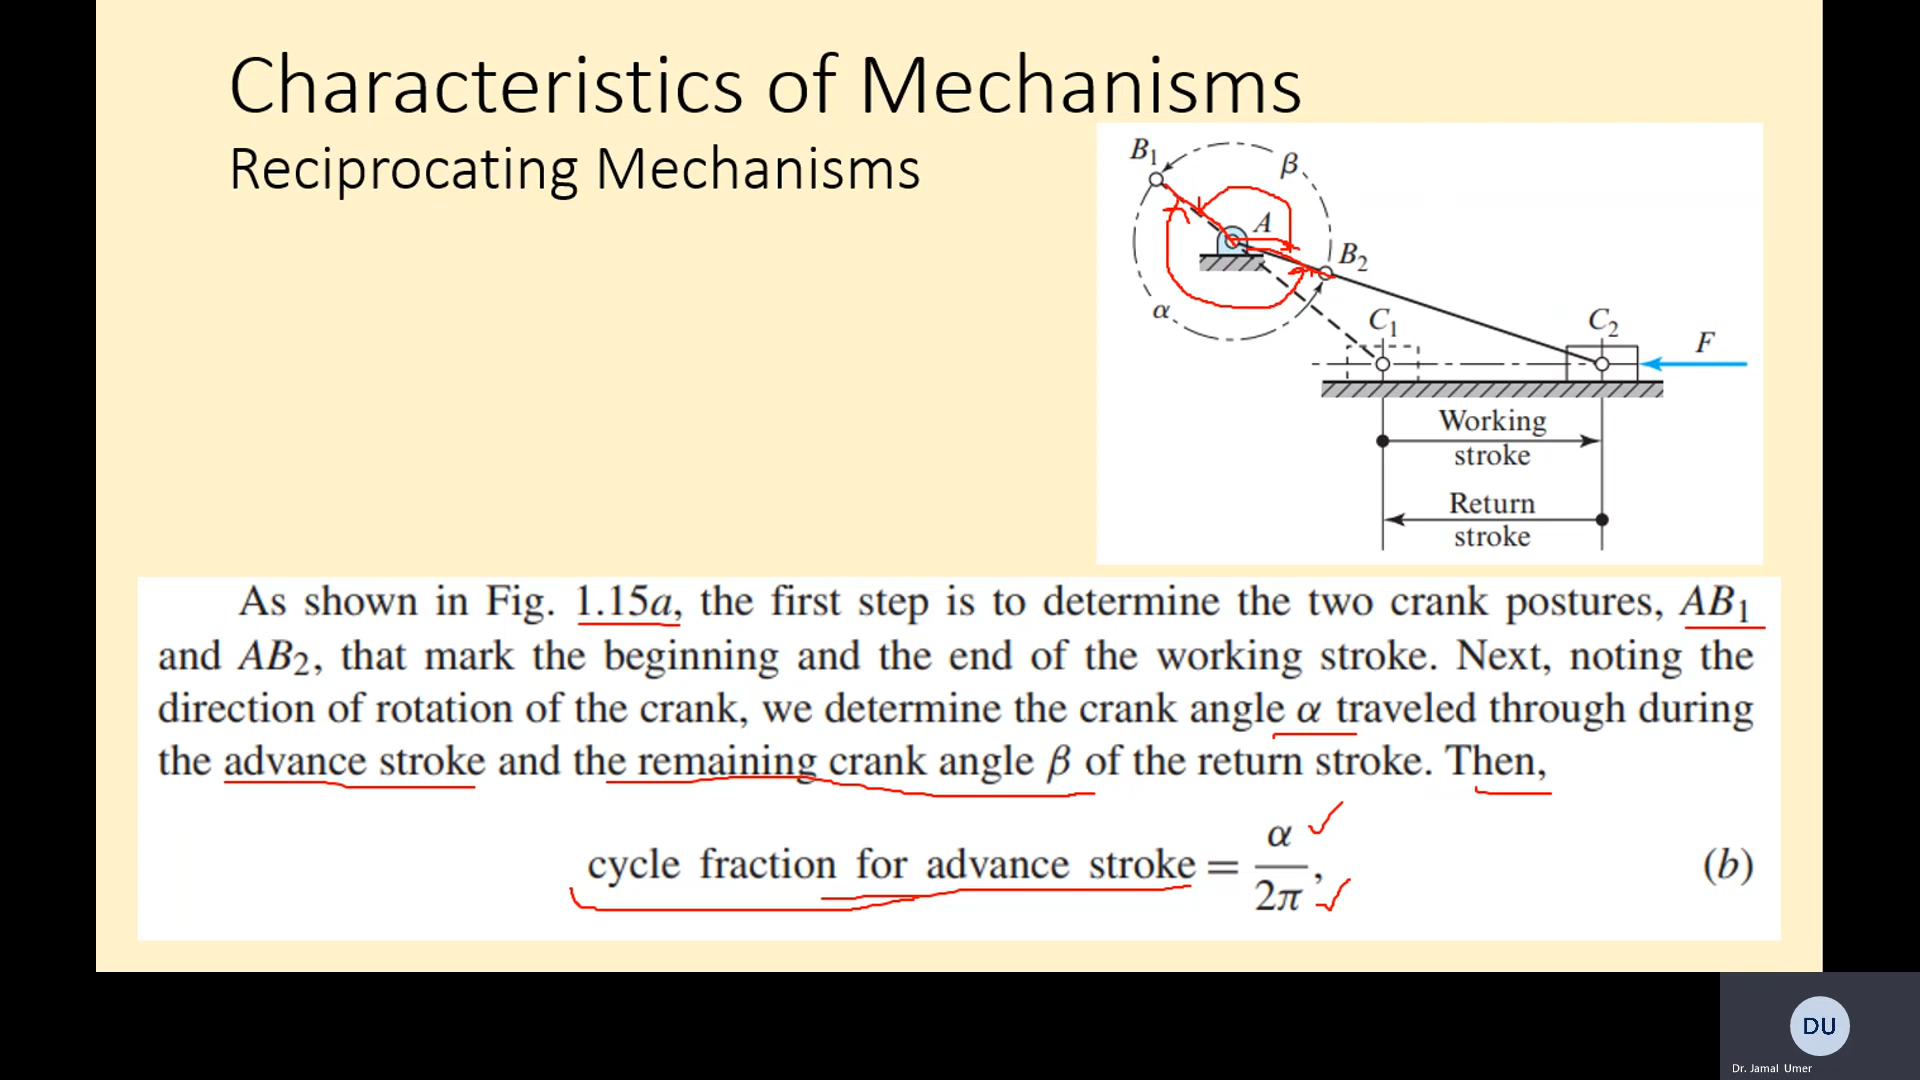 Characteristics of Mechanisms
Reciprocating Mechanisms
B₁
β
A
B₂
α
C₁
C₂
F
Working
stroke
Return
stroke
As shown in Fig. 1.15a, the first step is to determine the two crank postures, AB₁
and AB₂, that mark the beginning and the end of the working stroke. Next, noting the
direction of rotation of the crank, we determine the crank angle α traveled through during
the advance stroke and the remaining crank angle β of the return stroke. Then,
cycle fraction for advance stroke = α/2π, (b)
DU
Dr. Jamal Umer